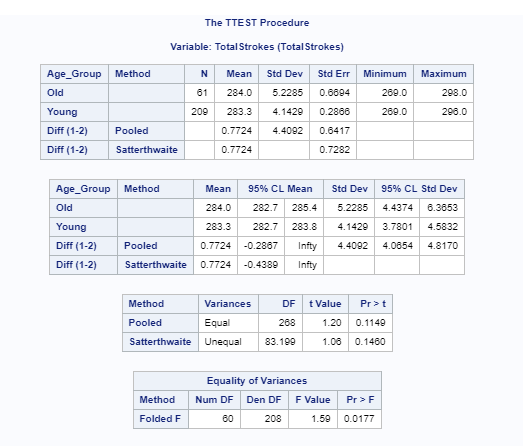 The TTEST Procedure
Variable: TotalStrokes (TotalStrokes)
Age_Group Method N Mean Std Dev Std Err Minimum Maximum
Old 61 284.0 5.2285 0.6694 269.0 298.0
Young 209 283.3 4.1429 0.2866 269.0 296.0
Diff (1-2) Pooled 0.7724 4.4092 0.6417
Diff (1-2) Satterthwaite 0.7724 0.7282
Age_Group Method Mean 95% CL Mean Std Dev 95% CL Std Dev
Old 284.0 282.7 285.4 5.2285 4.4374 6.3653
Young 283.3 282.7 283.8 4.1429 3.7801 4.5832
Diff (1-2) Pooled 0.7724 -0.2867 Infty 4.4092 4.0654 4.8170
Diff (1-2) Satterthwaite 0.7724 -0.4389 Infty
Method Variances DF t Value Pr > t
Pooled Equal 268 1.20 0.1149
Satterthwaite Unequal 83.199 1.06 0.1460
Equality of Variances
Method Num DF Den DF F Value Pr > F
Folded F 60 208 1.59 0.0177